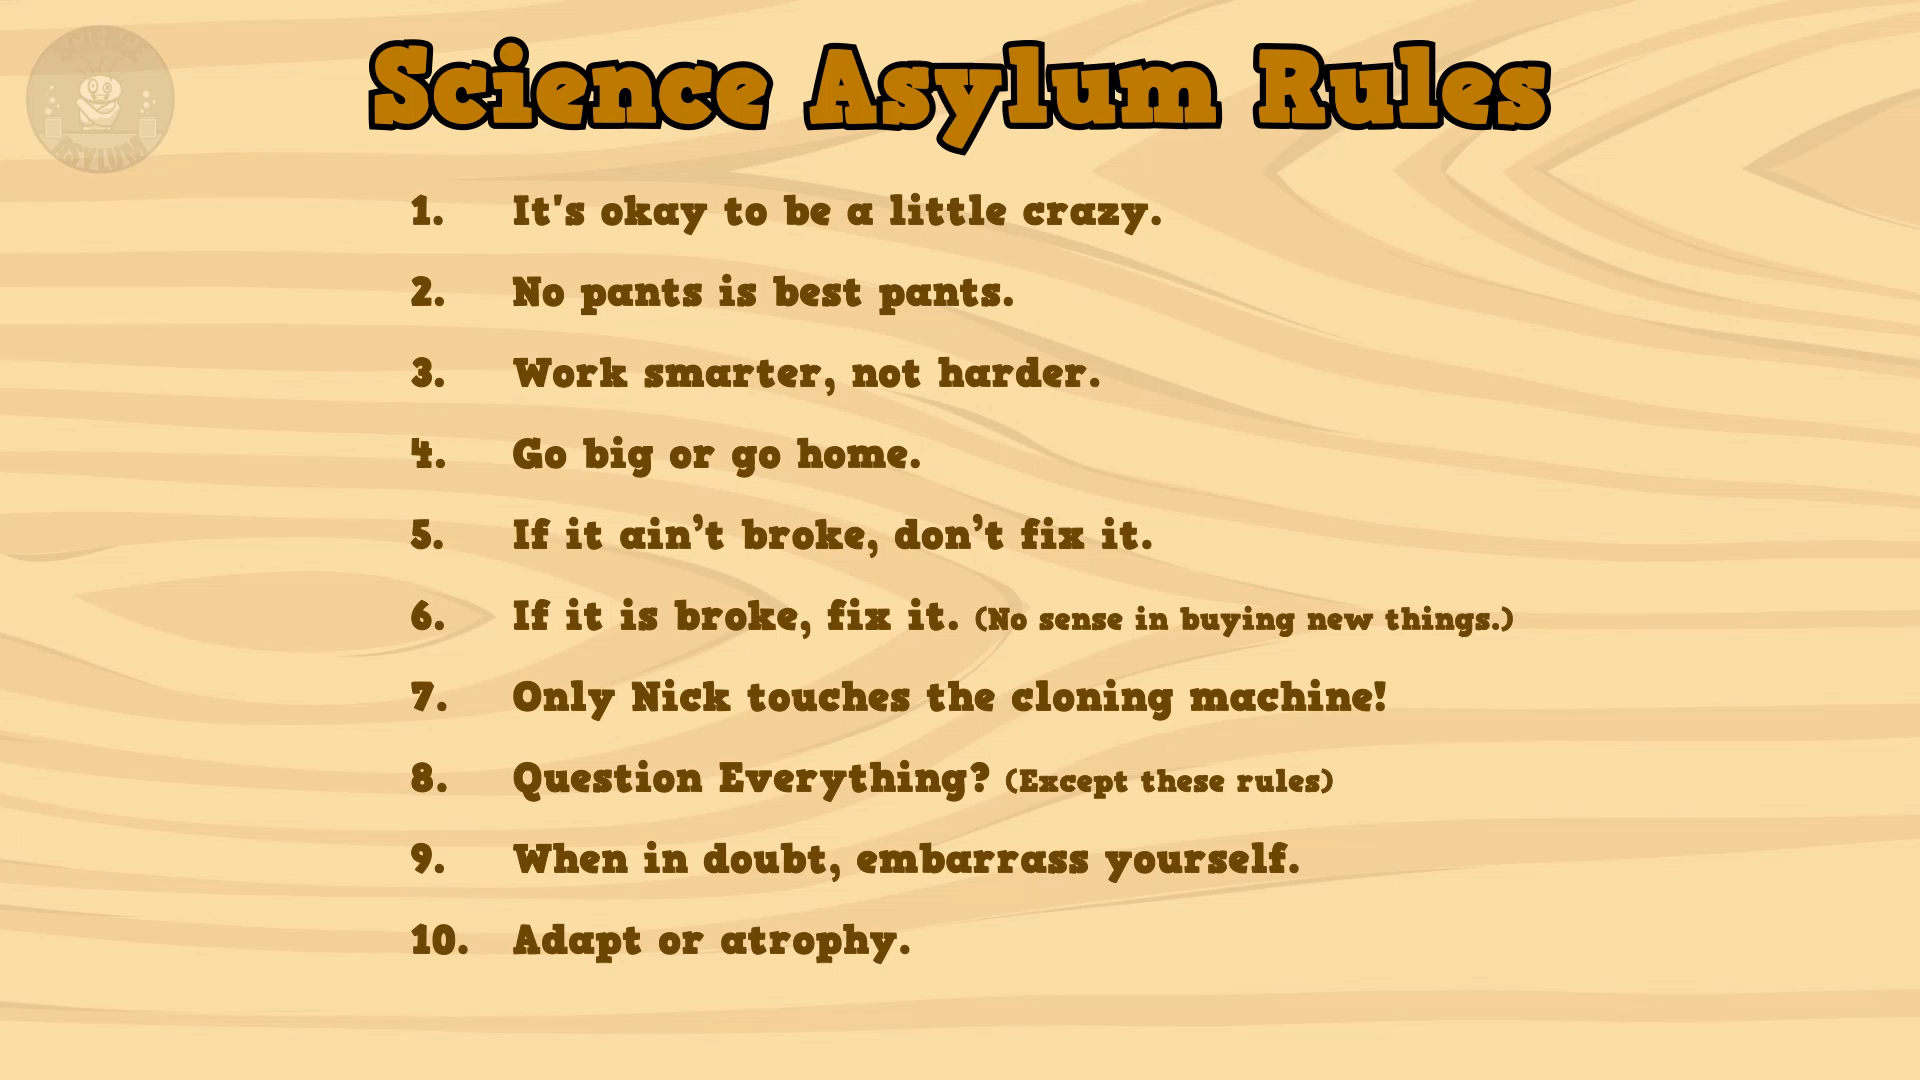 SCIENCE
ASYLUM
Science Asylum Rules
1. It's okay to be a little crazy.
2. No pants is best pants.
3. Work smarter, not harder.
4. Go big or go home.
5. If it ain’t broke, don’t fix it.
6. If it is broke, fix it. (No sense in buying new things.)
7. Only Nick touches the cloning machine!
8. Question Everything? (Except these rules)
9. When in doubt, embarrass yourself.
10. Adapt or atrophy.